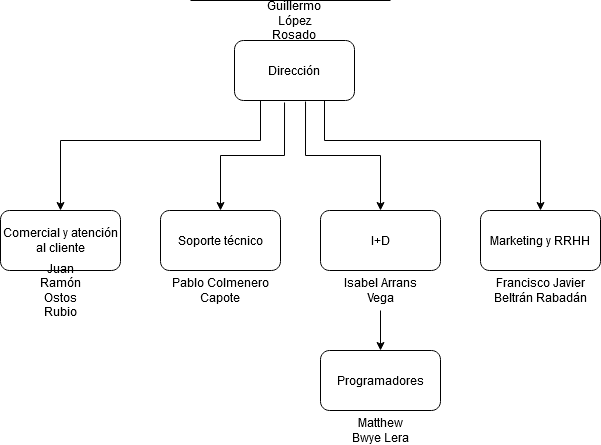 Guillermo
López
Rosado
Dirección
Comercial y atención
al cliente
Juan
Ramón
Ostos
Rubio
Soporte técnico
Pablo Colmenero
Capote
I+D
Isabel Arrans
Vega
Marketing y RRHH
Francisco Javier
Beltrán Rabadán
Programadores
Matthew
Bwye Lera